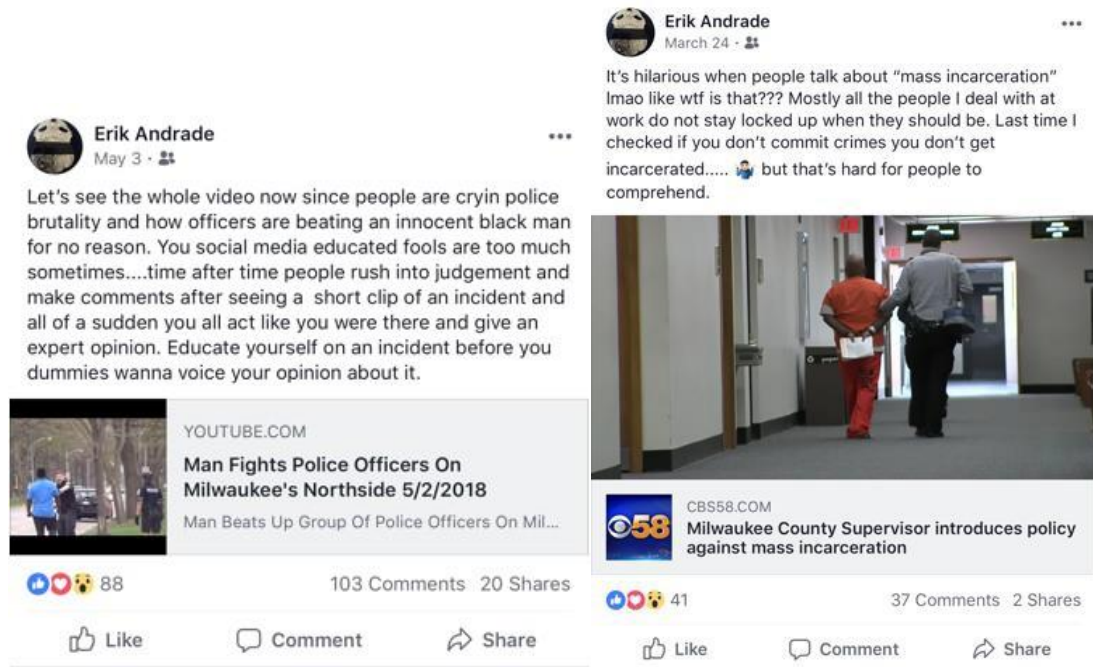 Erik Andrade
May 3 ·
Let's see the whole video now since people are cryin police
brutality and how officers are beating an innocent black man
for no reason. You social media educated fools are too much
sometimes....time after time people rush into judgement and
make comments after seeing a short clip of an incident and
all of a sudden you all act like you were there and give an
expert opinion. Educate yourself on an incident before you
dummies wanna voice your opinion about it.
YOUTUBE.COM
Man Fights Police Officers On
Milwaukee's Northside 5/2/2018
Man Beats Up Group Of Police Officers On Mil...
88
103 Comments 20 Shares
Like Comment Share
Erik Andrade
March 24 ·
It's hilarious when people talk about "mass incarceration"
lmao like wtf is that??? Mostly all the people I deal with at
work do not stay locked up when they should be. Last time I
checked if you don't commit crimes you don't get
incarcerated..... 🤷🏻‍♂️ but that's hard for people to
comprehend.
58
CBS58.COM
Milwaukee County Supervisor introduces policy
against mass incarceration
41
37 Comments 2 Shares
Like Comment Share